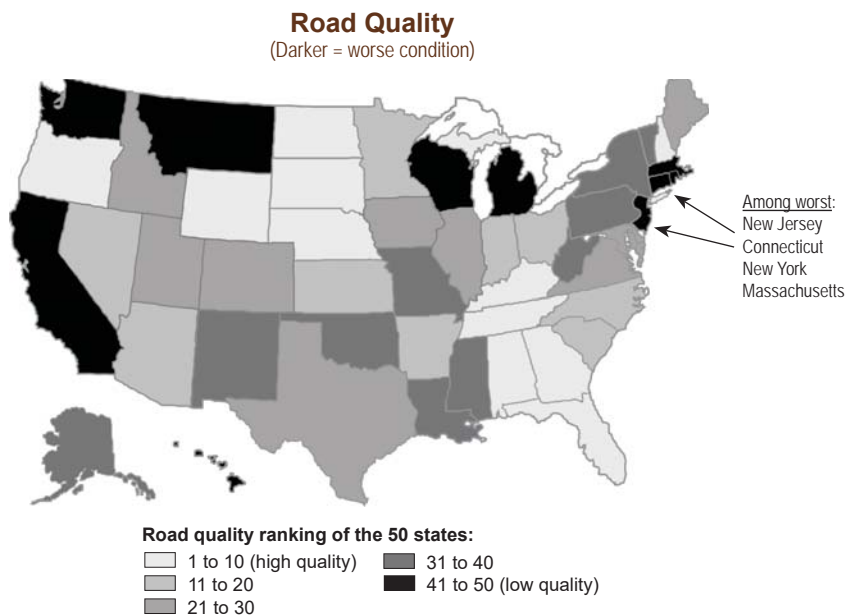 Road Quality
(Darker = worse condition)
Among worst:
New Jersey
Connecticut
New York
Massachusetts
Road quality ranking of the 50 states:
1 to 10 (high quality)
11 to 20
21 to 30
31 to 40
41 to 50 (low quality)